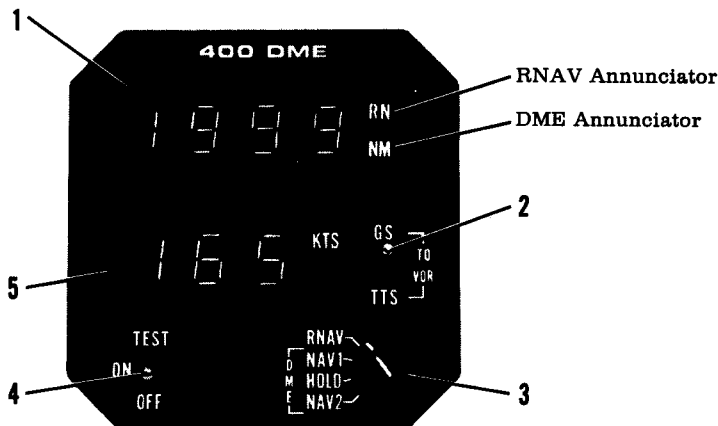 1
400 DME
RNAV Annunciator
1999 RN
NM
DME Annunciator
2
165 KTS GS
TO
VOR
TTS
5
TEST
ON
OFF
4
DME
RNAV
NAV1
HOLD
NAV2
3